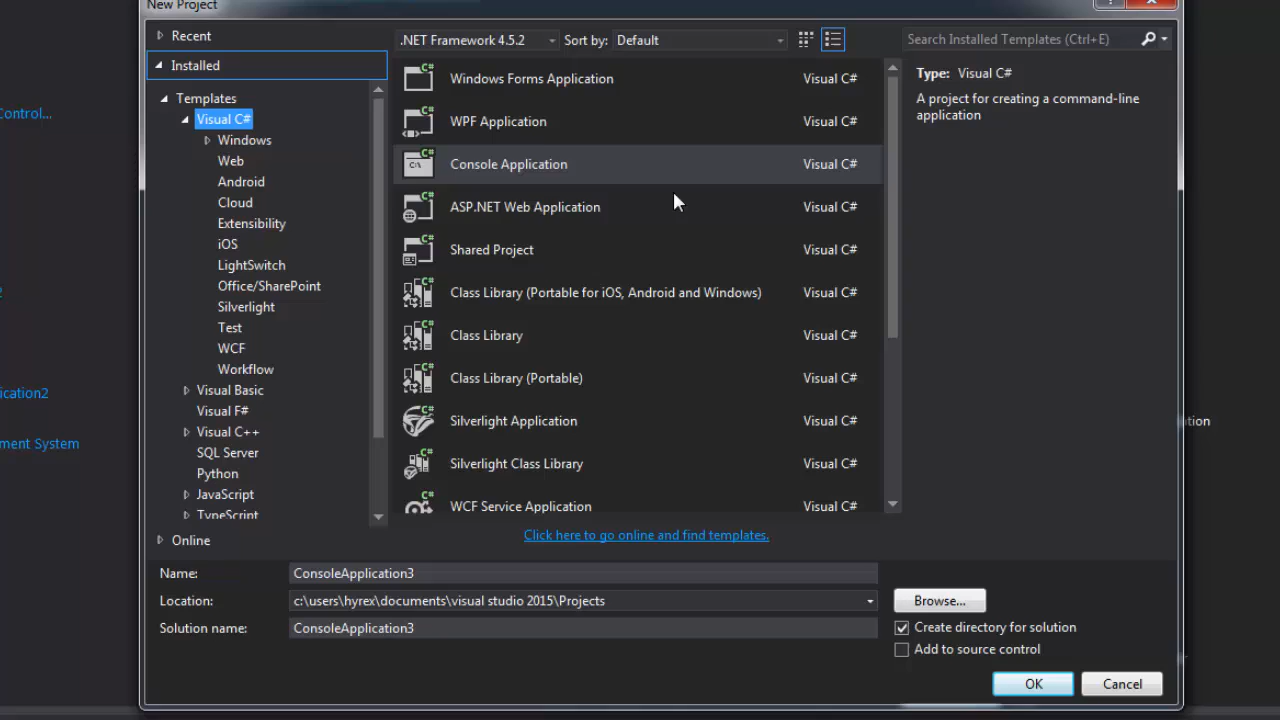 New Project
Recent
.NET Framework 4.5.2
Sort by:
Default
Search Installed Templates (Ctrl+E)
Installed
Templates
Visual C#
Windows
Web
Android
Cloud
Extensibility
iOS
LightSwitch
Office/SharePoint
Silverlight
Test
WCF
Workflow
Visual Basic
Visual F#
Visual C++
SQL Server
Python
JavaScript
TypeScript
Online
Windows Forms Application Visual C#
WPF Application Visual C#
Console Application Visual C#
ASP.NET Web Application Visual C#
Shared Project Visual C#
Class Library (Portable for iOS, Android and Windows) Visual C#
Class Library Visual C#
Class Library (Portable) Visual C#
Silverlight Application Visual C#
Silverlight Class Library Visual C#
WCF Service Application Visual C#
Click here to go online and find templates.
Type: Visual C#
A project for creating a command-line
application
Name: ConsoleApplication3
Location: c:\users\hyrex\documents\visual studio 2015\Projects
Browse...
Solution name: ConsoleApplication3
Create directory for solution
Add to source control
OK
Cancel
Control...
ication2
ment System